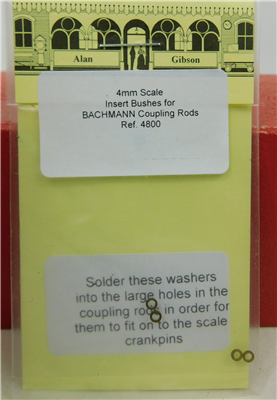 Alan Gibson
4mm Scale
Insert Bushes for
BACHMANN Coupling Rods
Ref. 4800
Solder these washers
into the large holes in the
coupling rods in order for
them to fit on to the scale
crankpins